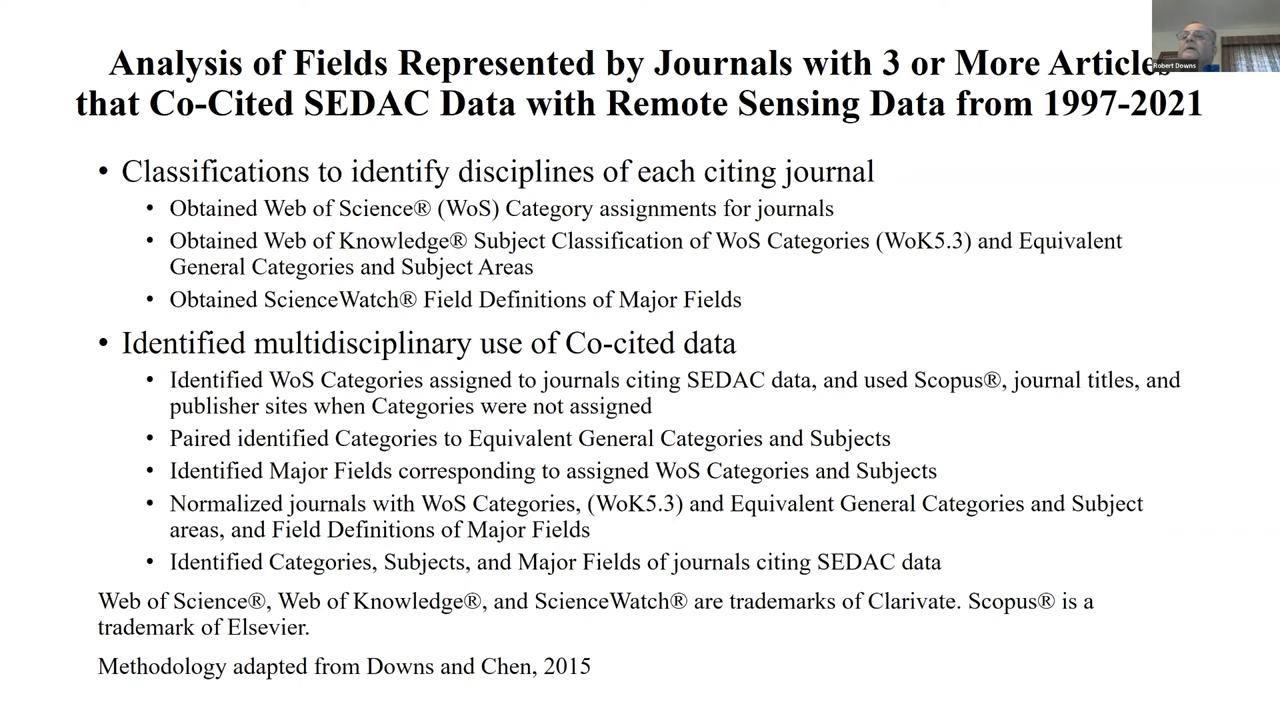 Analysis of Fields Represented by Journals with 3 or More Articles
that Co-Cited SEDAC Data with Remote Sensing Data from 1997-2021
Robert Downs
• Classifications to identify disciplines of each citing journal
• Obtained Web of Science® (WoS) Category assignments for journals
• Obtained Web of Knowledge® Subject Classification of WoS Categories (WoK5.3) and Equivalent
General Categories and Subject Areas
• Obtained ScienceWatch® Field Definitions of Major Fields
• Identified multidisciplinary use of Co-cited data
• Identified WoS Categories assigned to journals citing SEDAC data, and used Scopus®, journal titles, and
publisher sites when Categories were not assigned
• Paired identified Categories to Equivalent General Categories and Subjects
• Identified Major Fields corresponding to assigned WoS Categories and Subjects
• Normalized journals with WoS Categories, (WoK5.3) and Equivalent General Categories and Subject
areas, and Field Definitions of Major Fields
• Identified Categories, Subjects, and Major Fields of journals citing SEDAC data
Web of Science®, Web of Knowledge®, and ScienceWatch® are trademarks of Clarivate. Scopus® is a
trademark of Elsevier.
Methodology adapted from Downs and Chen, 2015